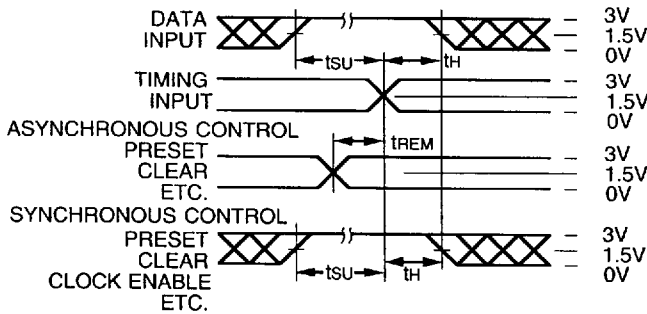 DATA
INPUT
tSU
tH
3V
1.5V
0V
TIMING
INPUT
3V
1.5V
0V
ASYNCHRONOUS CONTROL
PRESET
CLEAR
ETC.
tREM
3V
1.5V
0V
SYNCHRONOUS CONTROL
PRESET
CLEAR
CLOCK ENABLE
ETC.
tSU
tH
3V
1.5V
0V